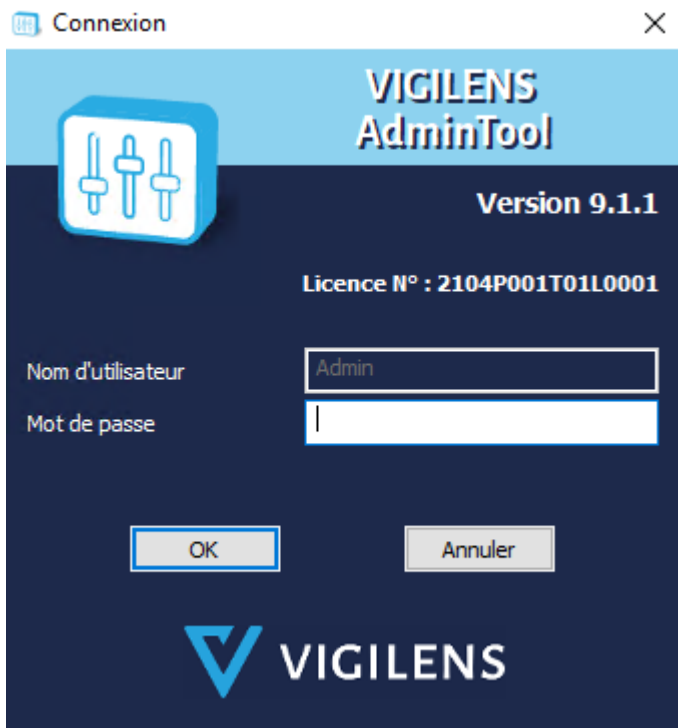 Connexion
VIGILENS
AdminTool
Version 9.1.1
Licence N° : 2104P001T01L0001
Nom d'utilisateur Admin
Mot de passe
OK Annuler
VIGILENS